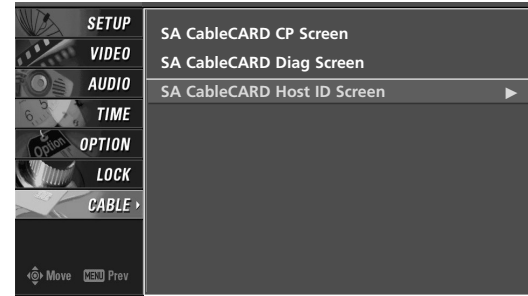 SETUP
VIDEO
AUDIO
TIME
OPTION
LOCK
CABLE
Move MENU Prev
SA CableCARD CP Screen
SA CableCARD Diag Screen
SA CableCARD Host ID Screen
Option